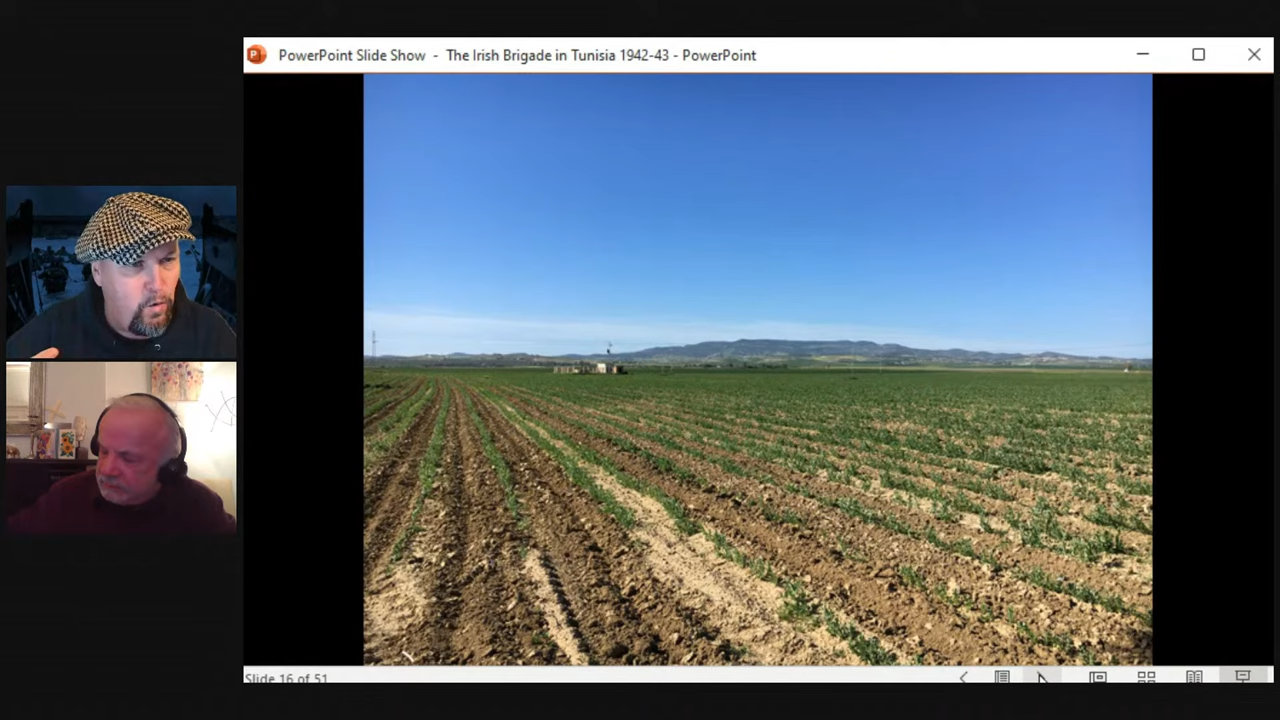 PowerPoint Slide Show - The Irish Brigade in Tunisia 1942-43 - PowerPoint
Slide 16 of 51